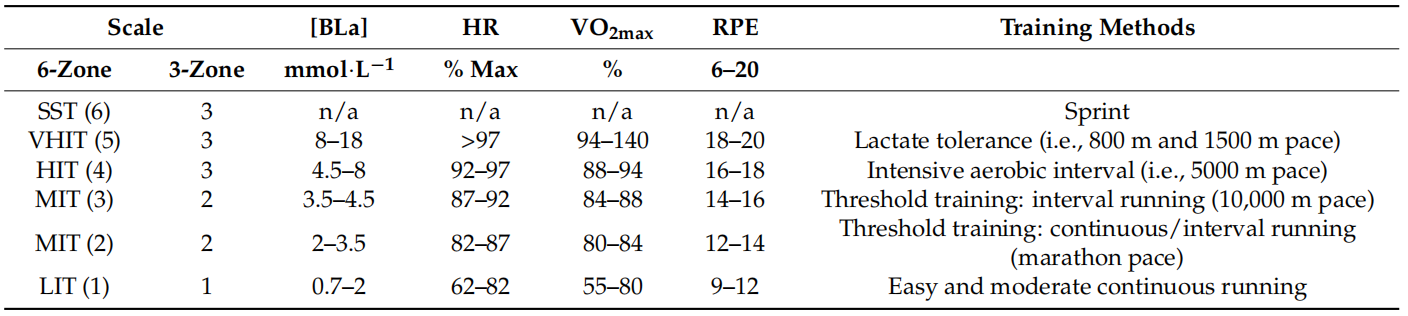 Scale [BLa] HR VO2max RPE Training Methods
6-Zone 3-Zone mmol·L−1 % Max % 6–20
SST (6) 3 n/a n/a n/a n/a Sprint
VHIT (5) 3 8–18 >97 94–140 18–20 Lactate tolerance (i.e., 800 m and 1500 m pace)
HIT (4) 3 4.5–8 92–97 88–94 16–18 Intensive aerobic interval (i.e., 5000 m pace)
MIT (3) 2 3.5–4.5 87–92 84–88 14–16 Threshold training: interval running (10,000 m pace)
MIT (2) 2 2–3.5 82–87 80–84 12–14 Threshold training: continuous/interval running
(marathon pace)
LIT (1) 1 0.7–2 62–82 55–80 9–12 Easy and moderate continuous running